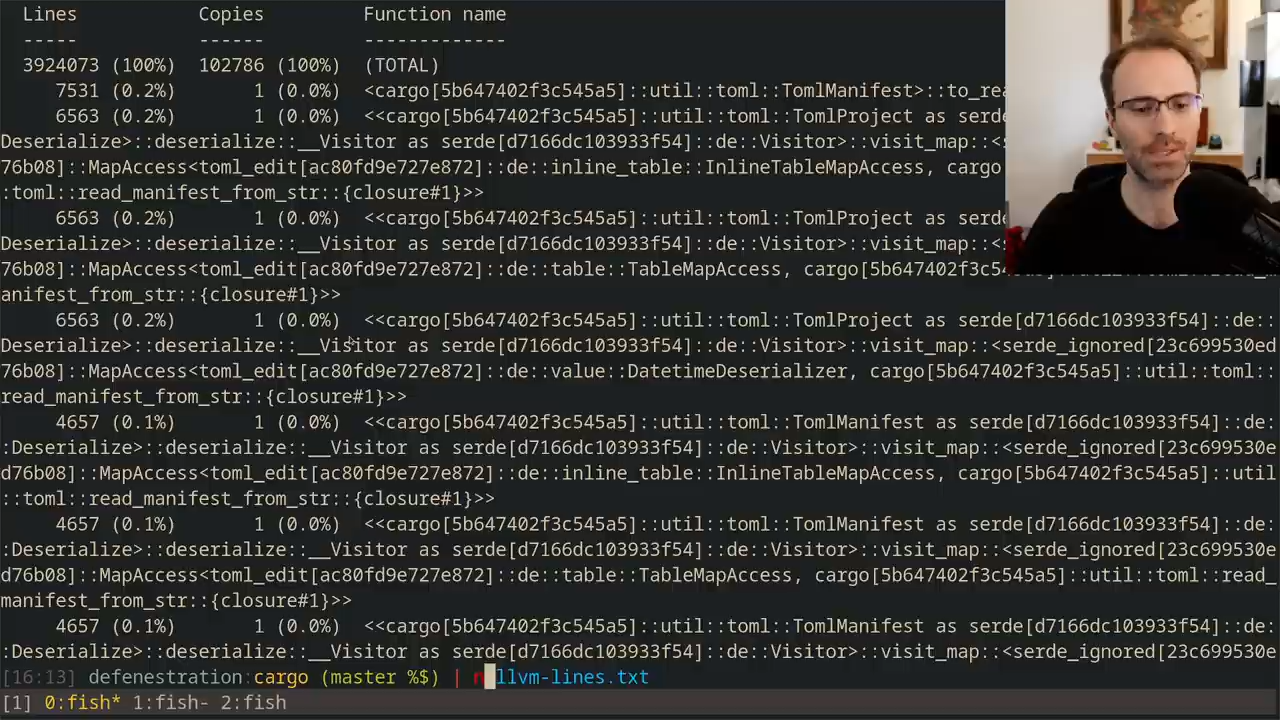 Lines Copies Function name
----- ------ -------------
3924073 (100%) 102786 (100%) (TOTAL)
7531 (0.2%) 1 (0.0%) <cargo[5b647402f3c545a5]::util::toml::TomlManifest>::to_rea
6563 (0.2%) 1 (0.0%) <<cargo[5b647402f3c545a5]::util::toml::TomlProject as serde
Deserialize>::deserialize::__Visitor as serde[d7166dc103933f54]::de::Visitor>::visit_map::<s
76b08]::MapAccess<toml_edit[ac80fd9e727e872]::de::inline_table::InlineTableMapAccess, cargo
:toml::read_manifest_from_str::{closure#1}>>
6563 (0.2%) 1 (0.0%) <<cargo[5b647402f3c545a5]::util::toml::TomlProject as serde
Deserialize>::deserialize::__Visitor as serde[d7166dc103933f54]::de::Visitor>::visit_map::<s
76b08]::MapAccess<toml_edit[ac80fd9e727e872]::de::table::TableMapAccess,
anifest_from_str::{closure#1}>>
6563 (0.2%) 1 (0.0%) <<cargo[5b647402f3c545a5]::util::toml::TomlProject as serde[d7166dc103933f54]::de::
Deserialize>::deserialize::__Visitor as serde[d7166dc103933f54]::de::Visitor>::visit_map::<serde_ignored[23c699530ed
76b08]::MapAccess<toml_edit[ac80fd9e727e872]::de::value::DatetimeDeserializer, cargo[5b647402f3c545a5]::util::toml::
read_manifest_from_str::{closure#1}>>
4657 (0.1%) 1 (0.0%) <<cargo[5b647402f3c545a5]::util::toml::TomlManifest as serde[d7166dc103933f54]::de:
:Deserialize>::deserialize::__Visitor as serde[d7166dc103933f54]::de::Visitor>::visit_map::<serde_ignored[23c699530e
d76b08]::MapAccess<toml_edit[ac80fd9e727e872]::de::inline_table::InlineTableMapAccess, cargo[5b647402f3c545a5]::util
::toml::read_manifest_from_str::{closure#1}>>
4657 (0.1%) 1 (0.0%) <<cargo[5b647402f3c545a5]::util::toml::TomlManifest as serde[d7166dc103933f54]::de:
:Deserialize>::deserialize::__Visitor as serde[d7166dc103933f54]::de::Visitor>::visit_map::<serde_ignored[23c699530e
d76b08]::MapAccess<toml_edit[ac80fd9e727e872]::de::table::TableMapAccess, cargo[5b647402f3c545a5]::util::toml::read_
manifest_from_str::{closure#1}>>
4657 (0.1%) 1 (0.0%) <<cargo[5b647402f3c545a5]::util::toml::TomlManifest as serde[d7166dc103933f54]::de:
:Deserialize>::deserialize::__Visitor as serde[d7166dc103933f54]::de::Visitor>::visit_map::<serde_ignored[23c699530e
[16:13] defenestration:cargo (master %$) | n llvm-lines.txt
[1] 0:fish* 1:fish- 2:fish